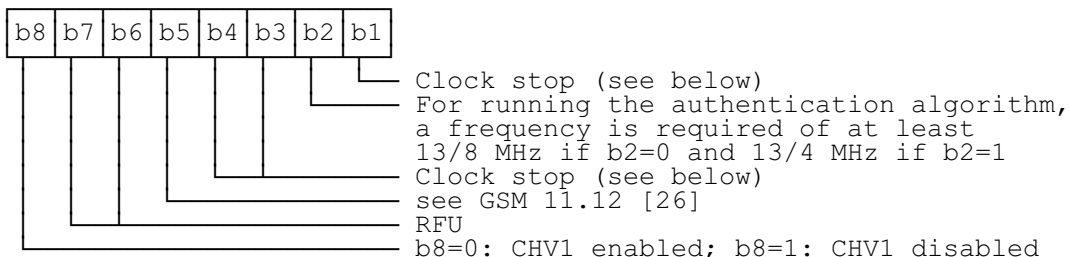 b8 b7 b6 b5 b4 b3 b2 b1
Clock stop (see below)
For running the authentication algorithm,
a frequency is required of at least
13/8 MHz if b2=0 and 13/4 MHz if b2=1
Clock stop (see below)
see GSM 11.12 [26]
RFU
b8=0: CHV1 enabled; b8=1: CHV1 disabled